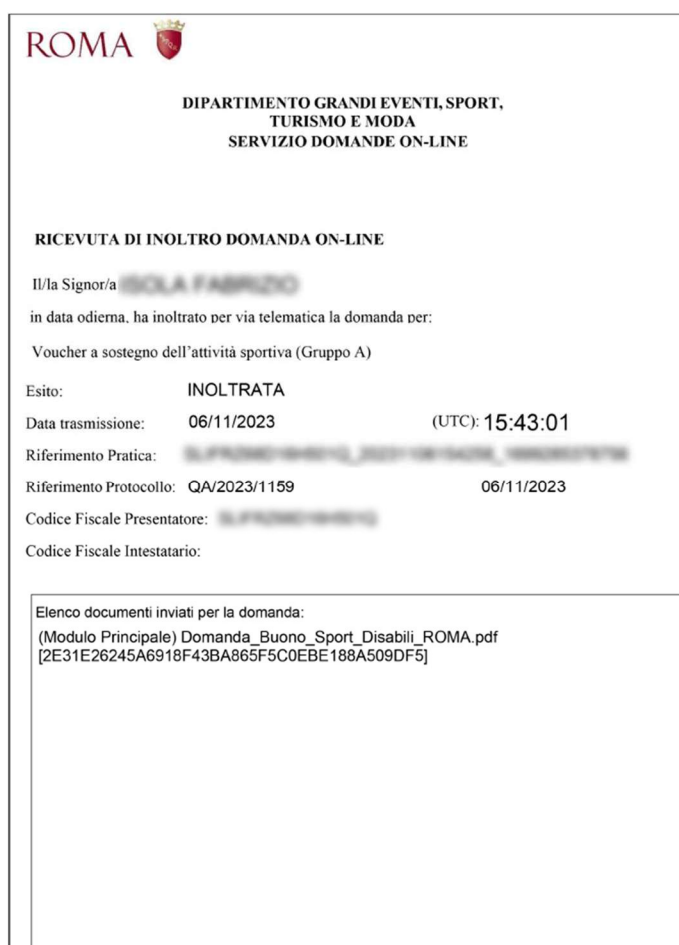 ROMA
DIPARTIMENTO GRANDI EVENTI, SPORT,
TURISMO E MODA
SERVIZIO DOMANDE ON-LINE
RICEVUTA DI INOLTRO DOMANDA ON-LINE
Il/la Signor/a
in data odierna, ha inoltrato per via telematica la domanda per:
Voucher a sostegno dell'attività sportiva (Gruppo A)
Esito: INOLTRATA
Data trasmissione: 06/11/2023 (UTC): 15:43:01
Riferimento Pratica:
Riferimento Protocollo: QA/2023/1159 06/11/2023
Codice Fiscale Presentatore:
Codice Fiscale Intestatario:
Elenco documenti inviati per la domanda:
(Modulo Principale) Domanda_Buono_Sport_Disabili_ROMA.pdf
[2E31E26245A6918F43BA865F5C0EBE188A509DF5]